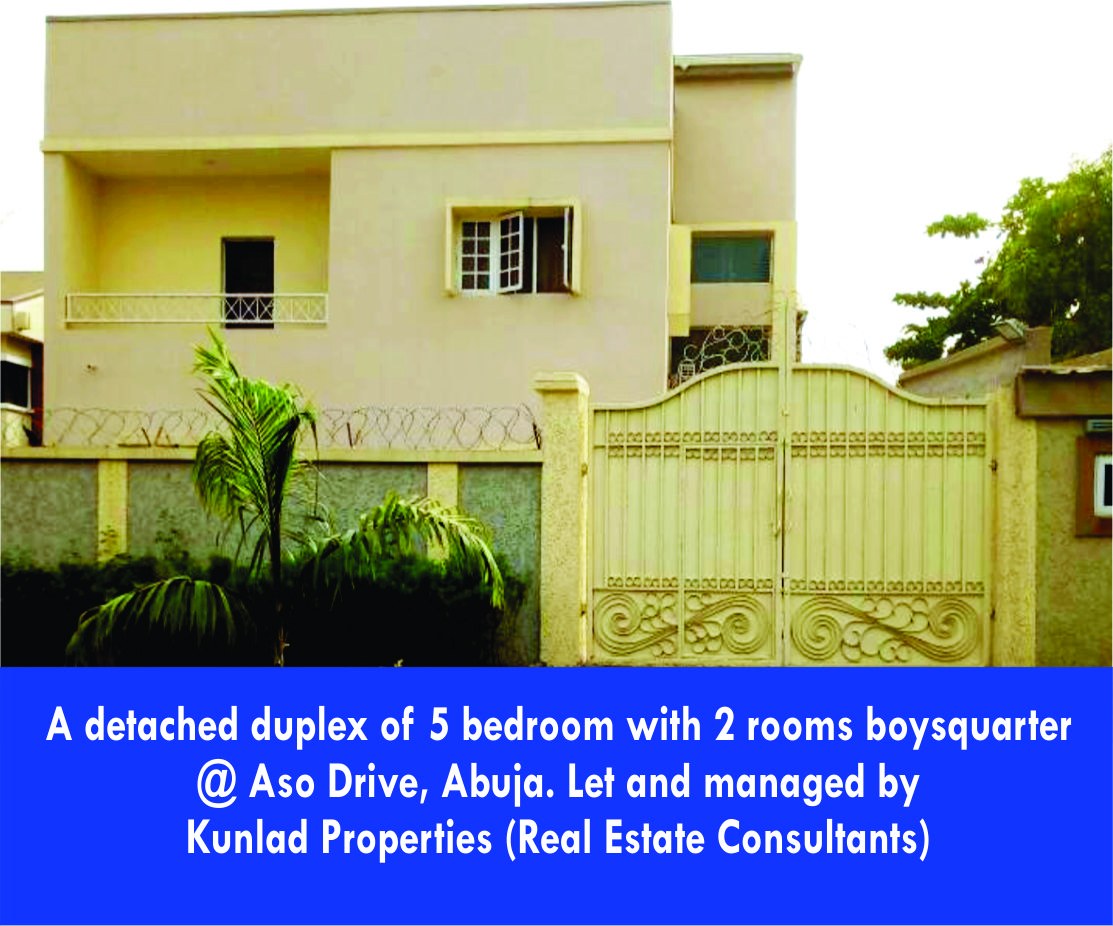 A detached duplex of 5 bedroom with 2 rooms boysquarter
@ Aso Drive, Abuja. Let and managed by
Kunlad Properties (Real Estate Consultants)